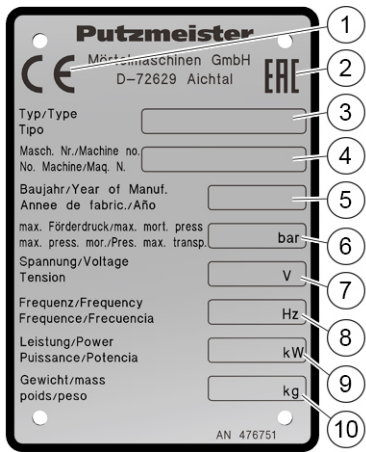 Putzmeister
Mörtelmaschinen GmbH
D-72629 Aichtal
CE
EAC
Typ/Type
Tipo
Masch. Nr./Machine no.
No. Machine/Maq. N.
Baujahr/Year of Manuf.
Annee de fabric./Año
max. Förderdruck/max. mort. press
max. press. mor./Pres. max. transp.
bar
Spannung/Voltage
Tension
V
Frequenz/Frequency
Frequence/Frecuencia
Hz
Leistung/Power
Puissance/Potencia
kW
Gewicht/mass
poids/peso
kg
AN 476751
1
2
3
4
5
6
7
8
9
10